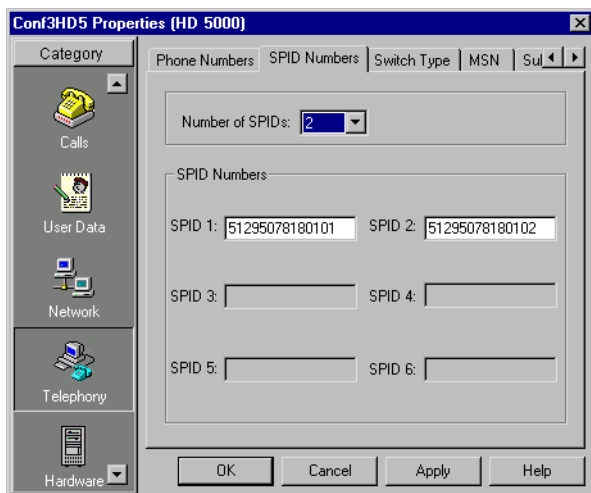 Conf3HD5 Properties (HD 5000)
Category
Calls
User Data
Network
Telephony
Hardware
Phone Numbers SPID Numbers Switch Type MSN Sul
Number of SPIDs: 2
SPID Numbers
SPID 1: 51295078180101 SPID 2: 51295078180102
SPID 3: SPID 4:
SPID 5: SPID 6:
OK Cancel Apply Help